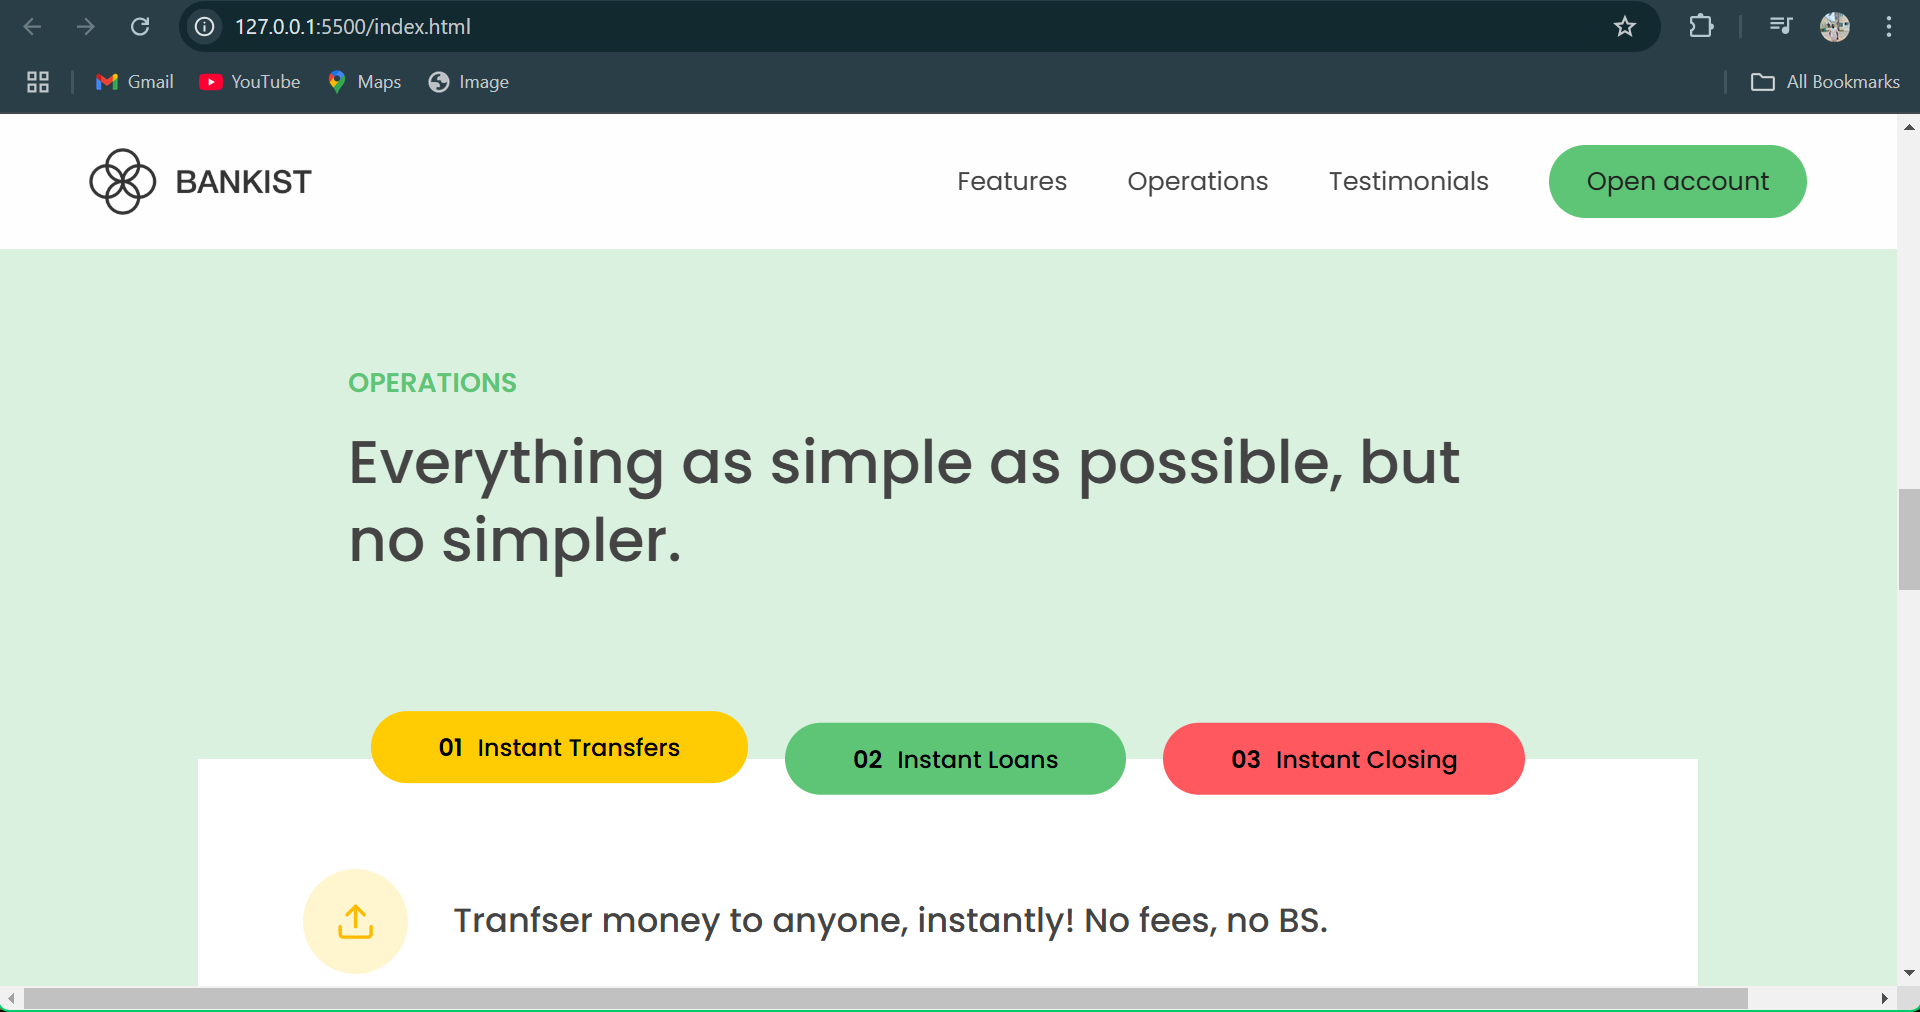 127.0.0.1:5500/index.html
Gmail YouTube Maps Image All Bookmarks
BANKIST Features Operations Testimonials Open account
OPERATIONS
Everything as simple as possible, but
no simpler.
01 Instant Transfers 02 Instant Loans 03 Instant Closing
Tranfser money to anyone, instantly! No fees, no BS.